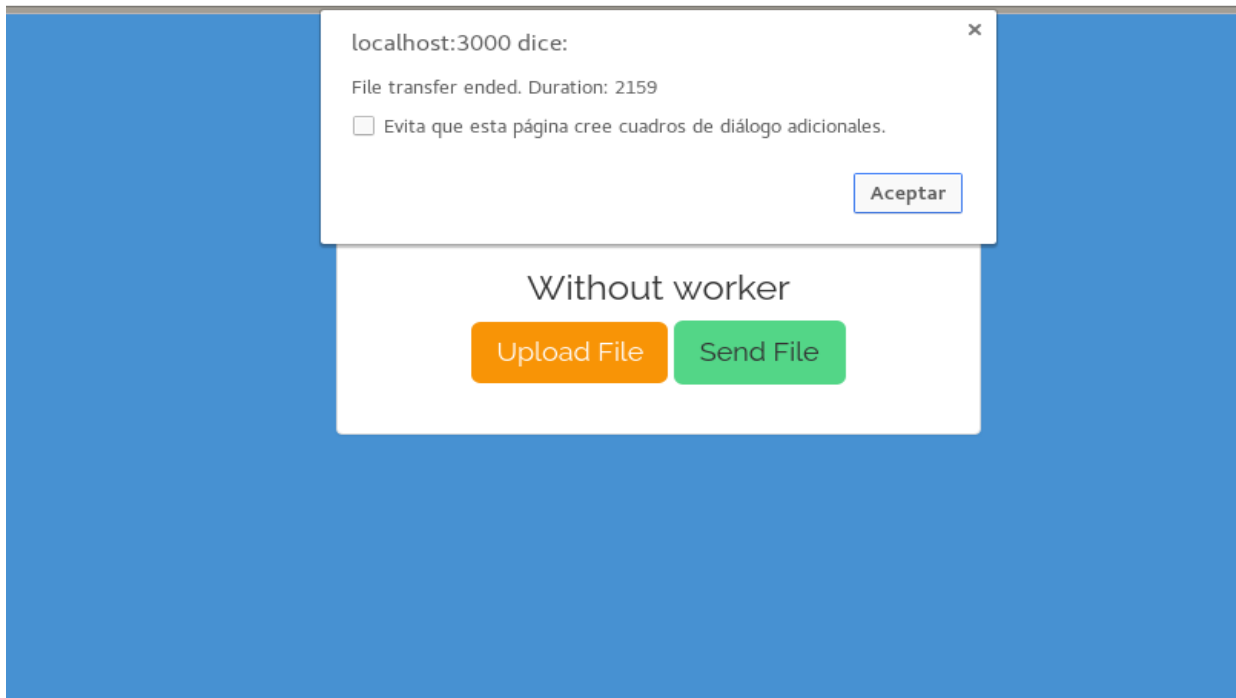 localhost:3000 dice:
File transfer ended. Duration: 2159
Evita que esta página cree cuadros de diálogo adicionales.
Aceptar
Without worker
Upload File Send File